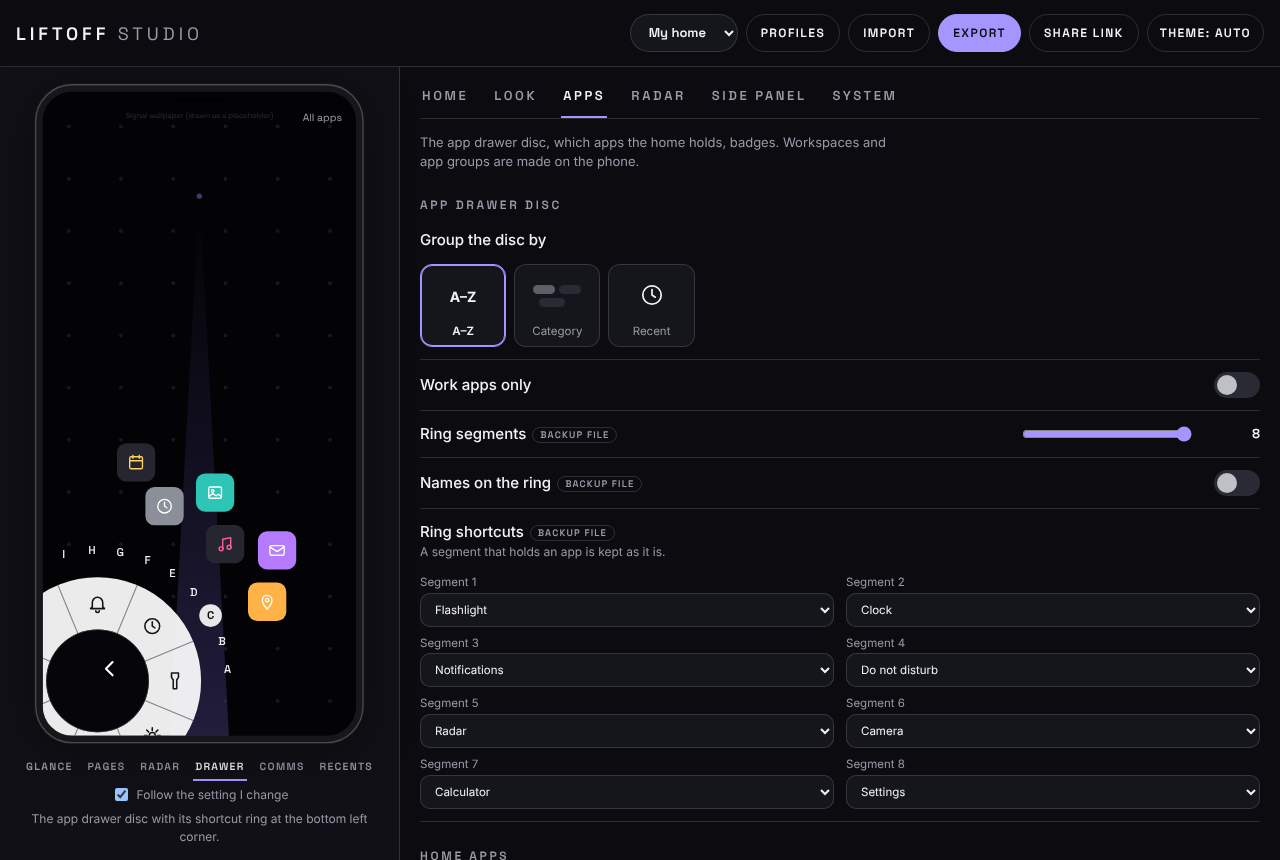 LIFTOFF STUDIO
My home
PROFILES
IMPORT
EXPORT
SHARE LINK
THEME: AUTO
Signal wallpaper (drawn as a placeholder)
All apps
I
H
G
F
E
D
C
B
A
GLANCE
PAGES
RADAR
DRAWER
COMMS
RECENTS
Follow the setting I change
The app drawer disc with its shortcut ring at the bottom left
corner.
HOME
LOOK
APPS
RADAR
SIDE PANEL
SYSTEM
The app drawer disc, which apps the home holds, badges. Workspaces and
app groups are made on the phone.
APP DRAWER DISC
Group the disc by
A–Z
A–Z
Category
Recent
Work apps only
Ring segments BACKUP FILE
8
Names on the ring BACKUP FILE
Ring shortcuts BACKUP FILE
A segment that holds an app is kept as it is.
Segment 1
Flashlight
Segment 2
Clock
Segment 3
Notifications
Segment 4
Do not disturb
Segment 5
Radar
Segment 6
Camera
Segment 7
Calculator
Segment 8
Settings
HOME APPS